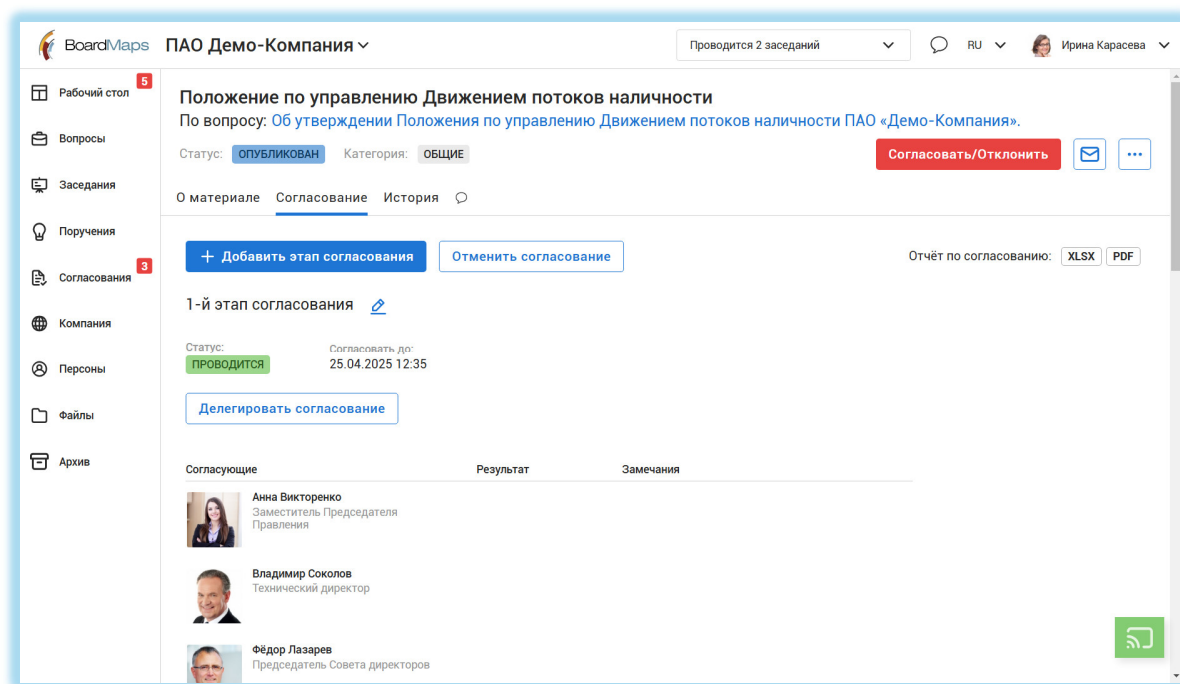 BoardMaps ПАО Демо-Компания Проводится 2 заседаний RU Ирина Карасева
Рабочий стол 5
Вопросы
Заседания
Поручения
Согласования 3
Компания
Персоны
Файлы
Архив
Положение по управлению Движением потоков наличности
По вопросу: Об утверждении Положения по управлению Движением потоков наличности ПАО «Демо-Компания».
Статус: ОПУБЛИКОВАН Категория: ОБЩИЕ Согласовать/Отклонить
О материале Согласование История
+ Добавить этап согласования Отменить согласование Отчёт по согласованию: XLSX PDF
1-й этап согласования
Статус: Согласовать до:
ПРОВОДИТСЯ 25.04.2025 12:35
Делегировать согласование
Согласующие Результат Замечания
Анна Викторенко
Заместитель Председателя
Правления
Владимир Соколов
Технический директор
Фёдор Лазарев
Председатель Совета директоров